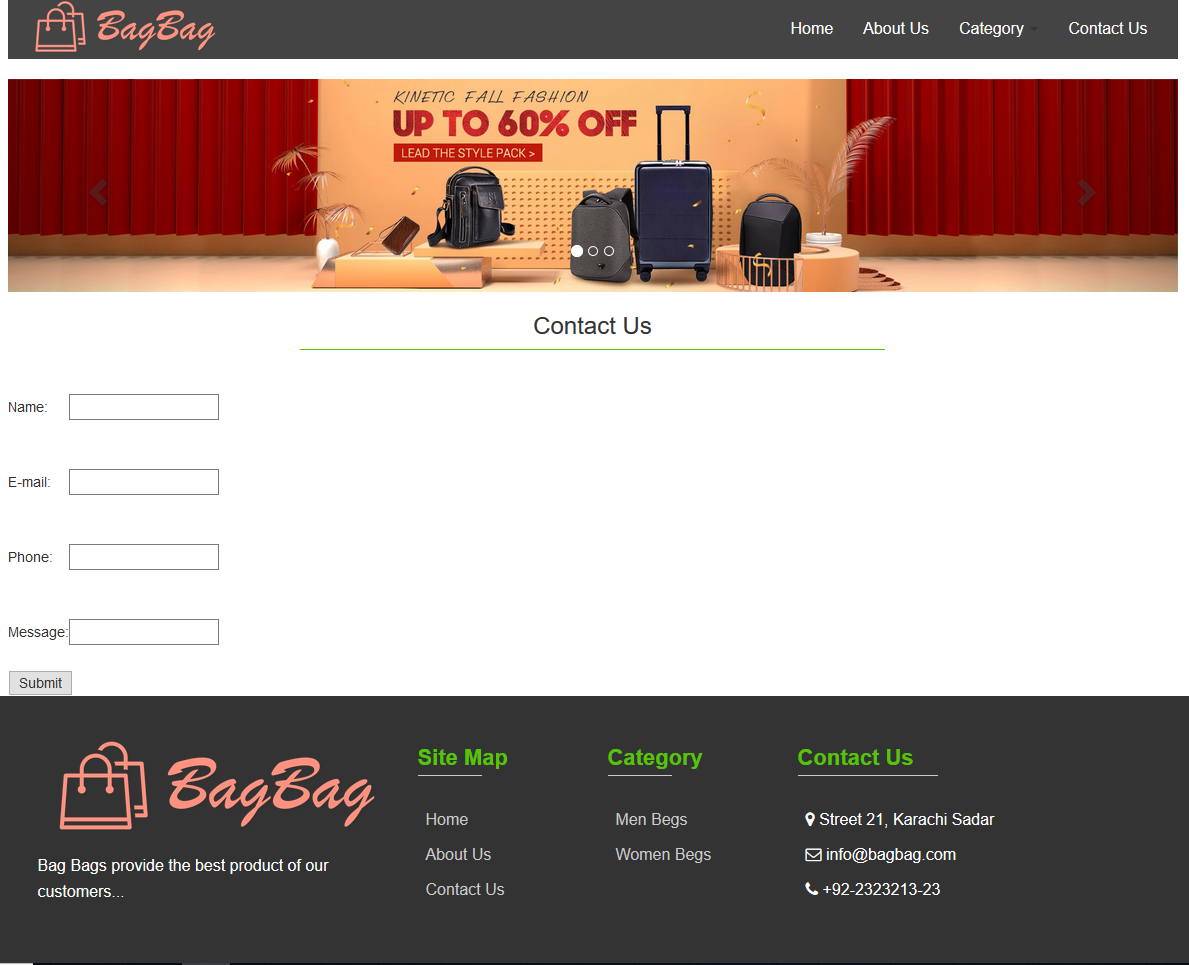 BagBag
Home
About Us
Category
Contact Us
KINETIC FALL FASHION
UP TO 60% OFF
LEAD THE STYLE PACK >
Contact Us
Name:
E-mail:
Phone:
Message:
Submit
BagBag
Bag Bags provide the best product of our
customers...
Site Map
Home
About Us
Contact Us
Category
Men Begs
Women Begs
Contact Us
Street 21, Karachi Sadar
info@bagbag.com
+92-2323213-23